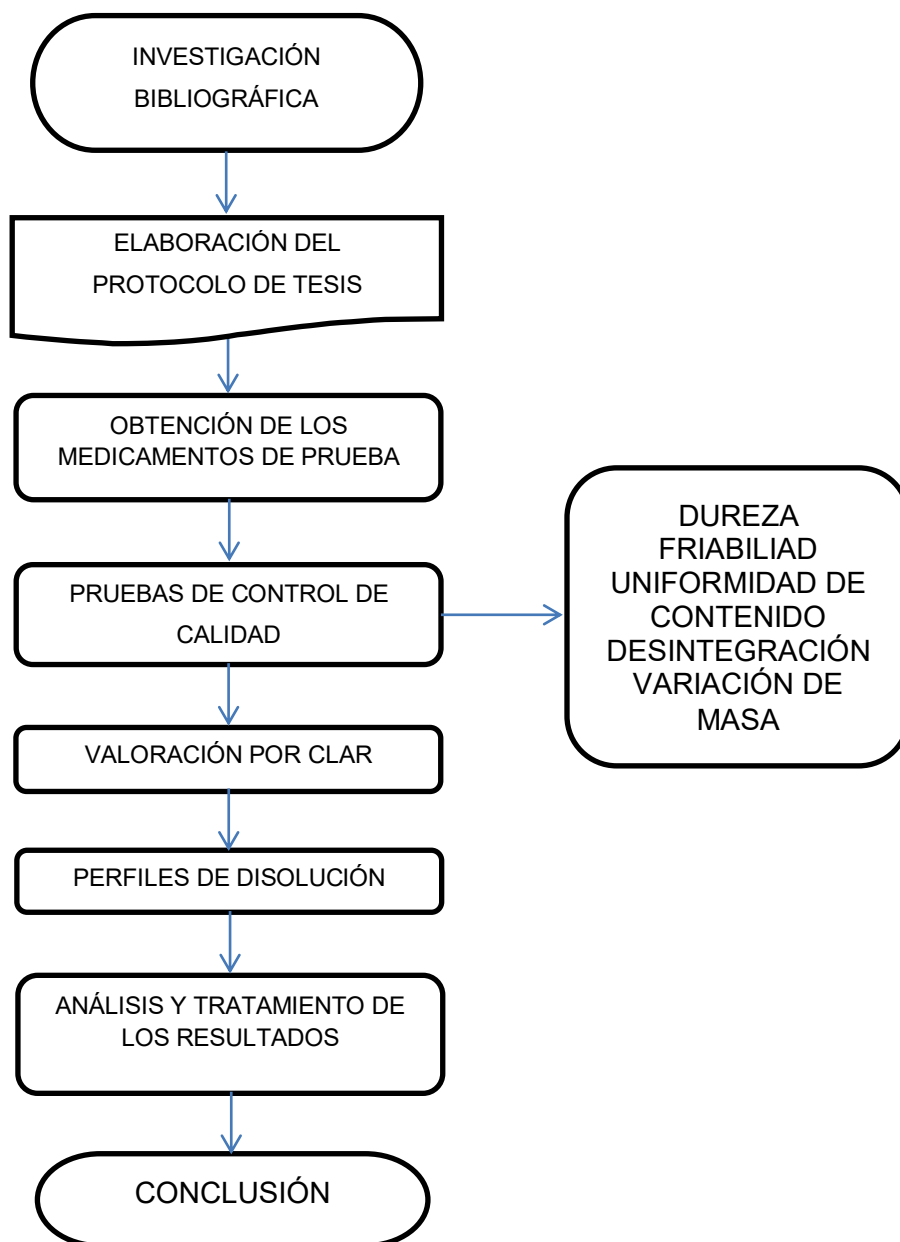 INVESTIGACIÓN
BIBLIOGRÁFICA
ELABORACIÓN DEL
PROTOCOLO DE TESIS
OBTENCIÓN DE LOS
MEDICAMENTOS DE PRUEBA
PRUEBAS DE CONTROL DE
CALIDAD
DUREZA
FRIABILIAD
UNIFORMIDAD DE
CONTENIDO
DESINTEGRACIÓN
VARIACIÓN DE
MASA
VALORACIÓN POR CLAR
PERFILES DE DISOLUCIÓN
ANÁLISIS Y TRATAMIENTO DE
LOS RESULTADOS
CONCLUSIÓN